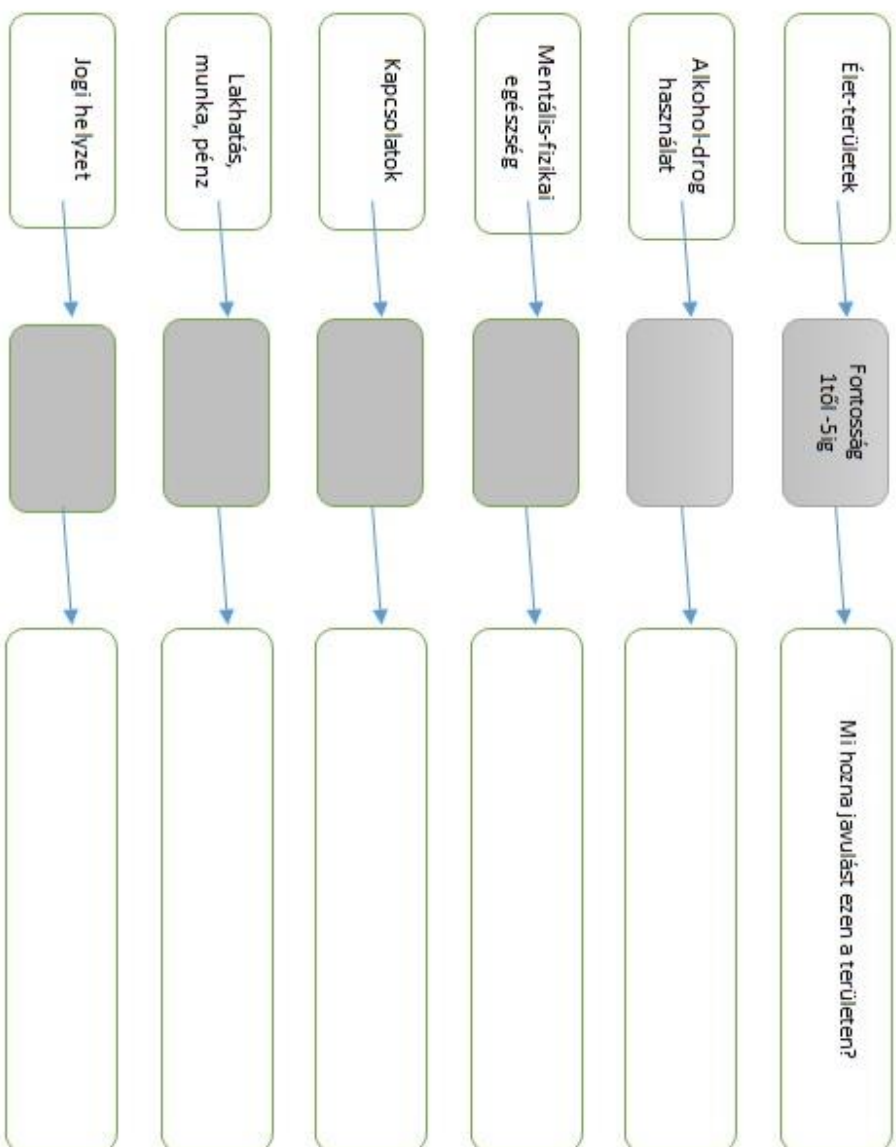 Élet-területek
Fontosság
1től -5ig
Mi hozna javulást ezen a területen?
Alkohol-drog
használat
Mentális-fizikai
egészség
Kapcsolatok
Lakhatás,
munka, pénz
Jogi helyzet